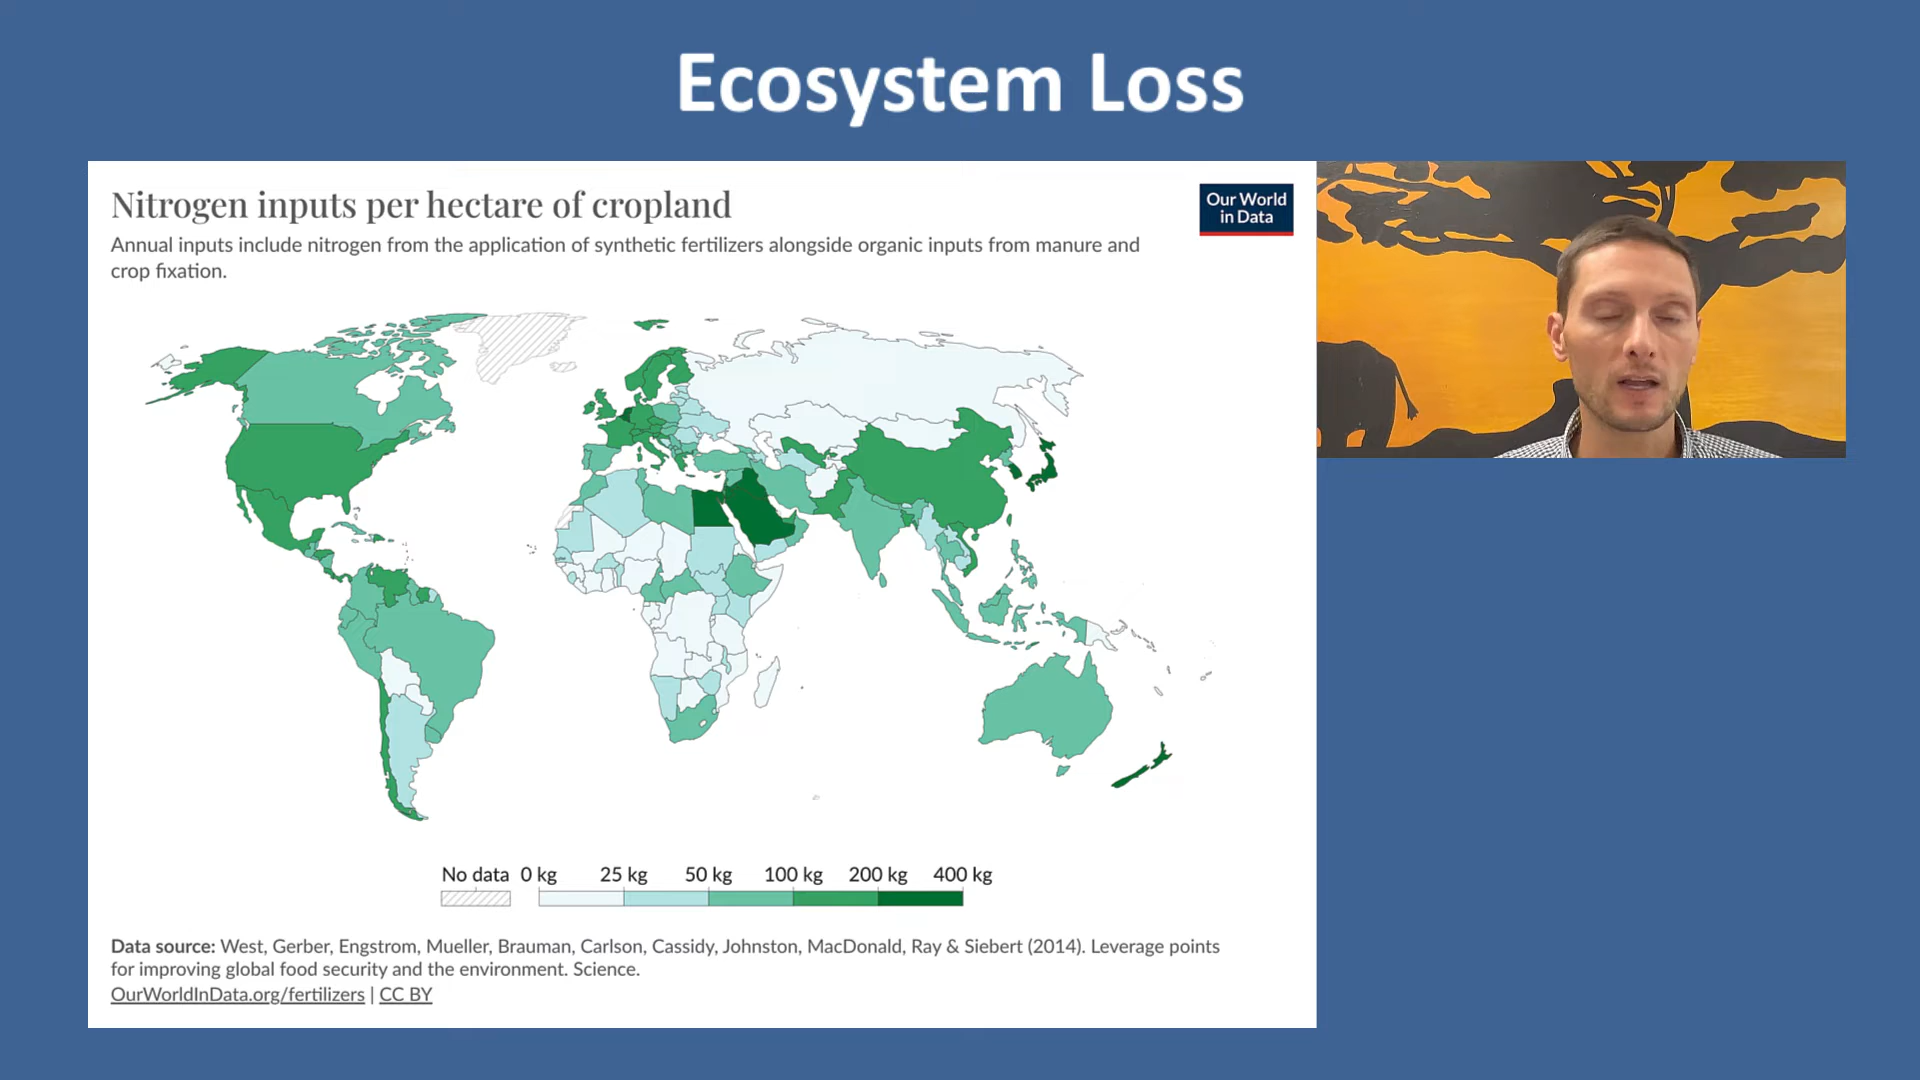 Ecosystem Loss
Nitrogen inputs per hectare of cropland
Our World
in Data
Annual inputs include nitrogen from the application of synthetic fertilizers alongside organic inputs from manure and
crop fixation.
No data 0 kg 25 kg 50 kg 100 kg 200 kg 400 kg
Data source: West, Gerber, Engstrom, Mueller, Brauman, Carlson, Cassidy, Johnston, MacDonald, Ray & Siebert (2014). Leverage points
for improving global food security and the environment. Science.
OurWorldInData.org/fertilizers | CC BY